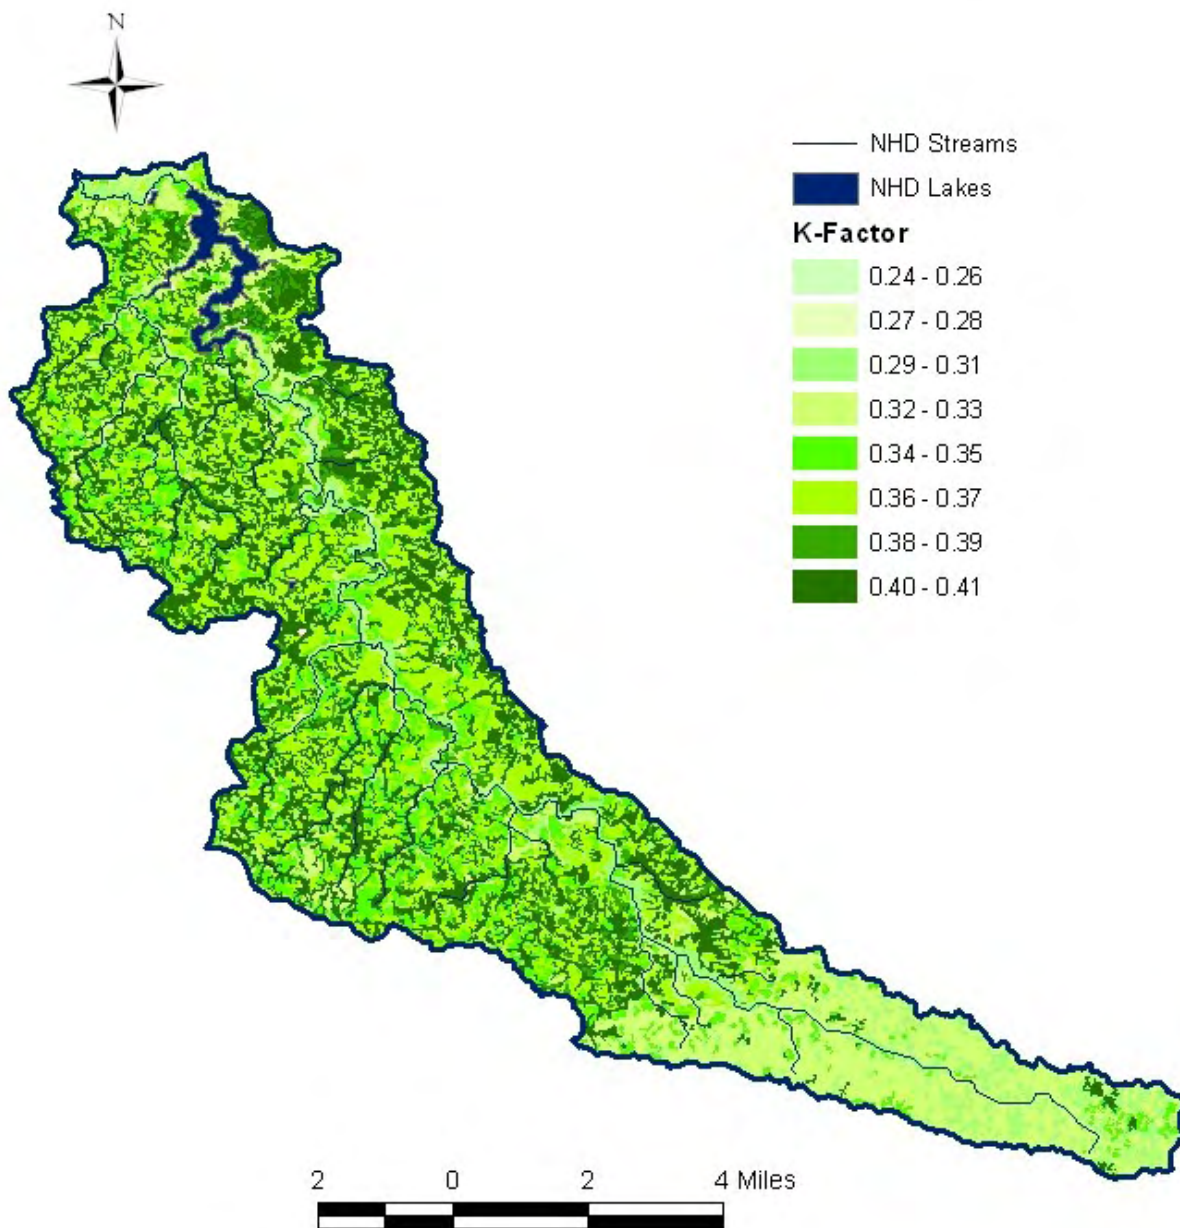 N
NHD Streams
NHD Lakes
K-Factor
0.24 - 0.26
0.27 - 0.28
0.29 - 0.31
0.32 - 0.33
0.34 - 0.35
0.36 - 0.37
0.38 - 0.39
0.40 - 0.41
2 0 2 4 Miles